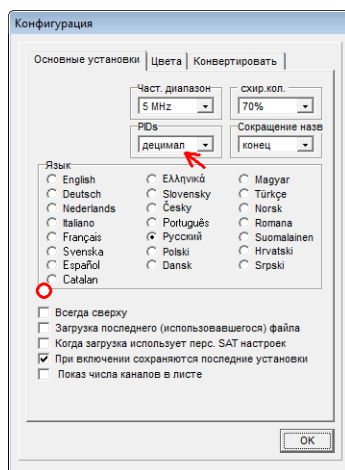 Конфигурация
Основные установки Цвета Конвертировать
Част. диапазон схир.кол.
5 MHz 70%
PIDs Сокращение назв
децимал конец
Язык
English Ελληνικά Magyar
Deutsch Slovensky Türkçe
Nederlands Česky Norsk
Italiano Português Romana
Français Русский Suomalainen
Svenska Polski Hrvatski
Español Dansk Srpski
Catalan
Всегда сверху
Загрузка последнего (использовавшегося) файла
Когда загрузка использует перс. SAT настроек
При включении сохраняются последние установки
Показ числа каналов в листе
OK